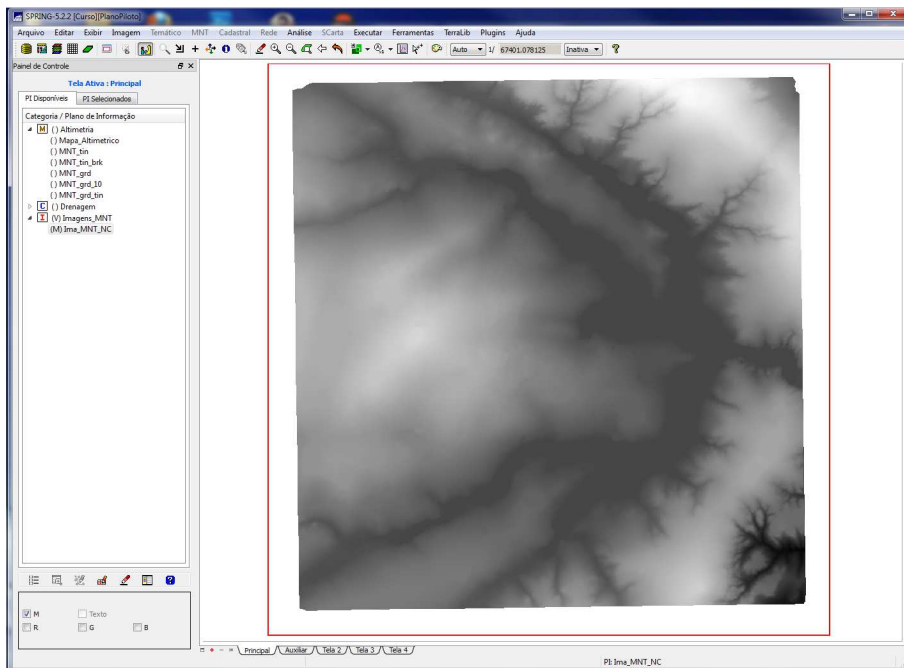 SPRING-5.2.2 [Curso][PlanoPiloto]
Arquivo Editar Exibir Imagem Temático MNT Cadastral Rede Análise SCarta Executar Ferramentas TerraLib Plugins Ajuda
Auto 1/ 67401.078125 Inativa
Painel de Controle
Tela Ativa : Principal
PI Disponíveis PI Selecionados
Categoria / Plano de Informação
M () Altimetria
() Mapa_Altimetrico
() MNT_tin
() MNT_tin_brk
() MNT_grd
() MNT_grd_10
() MNT_grd_tin
C () Drenagem
I (V) Imagens_MNT
(M) Ima_MNT_NC
M Texto
R G B
Principal Auxiliar Tela 2 Tela 3 Tela 4
PI: Ima_MNT_NC